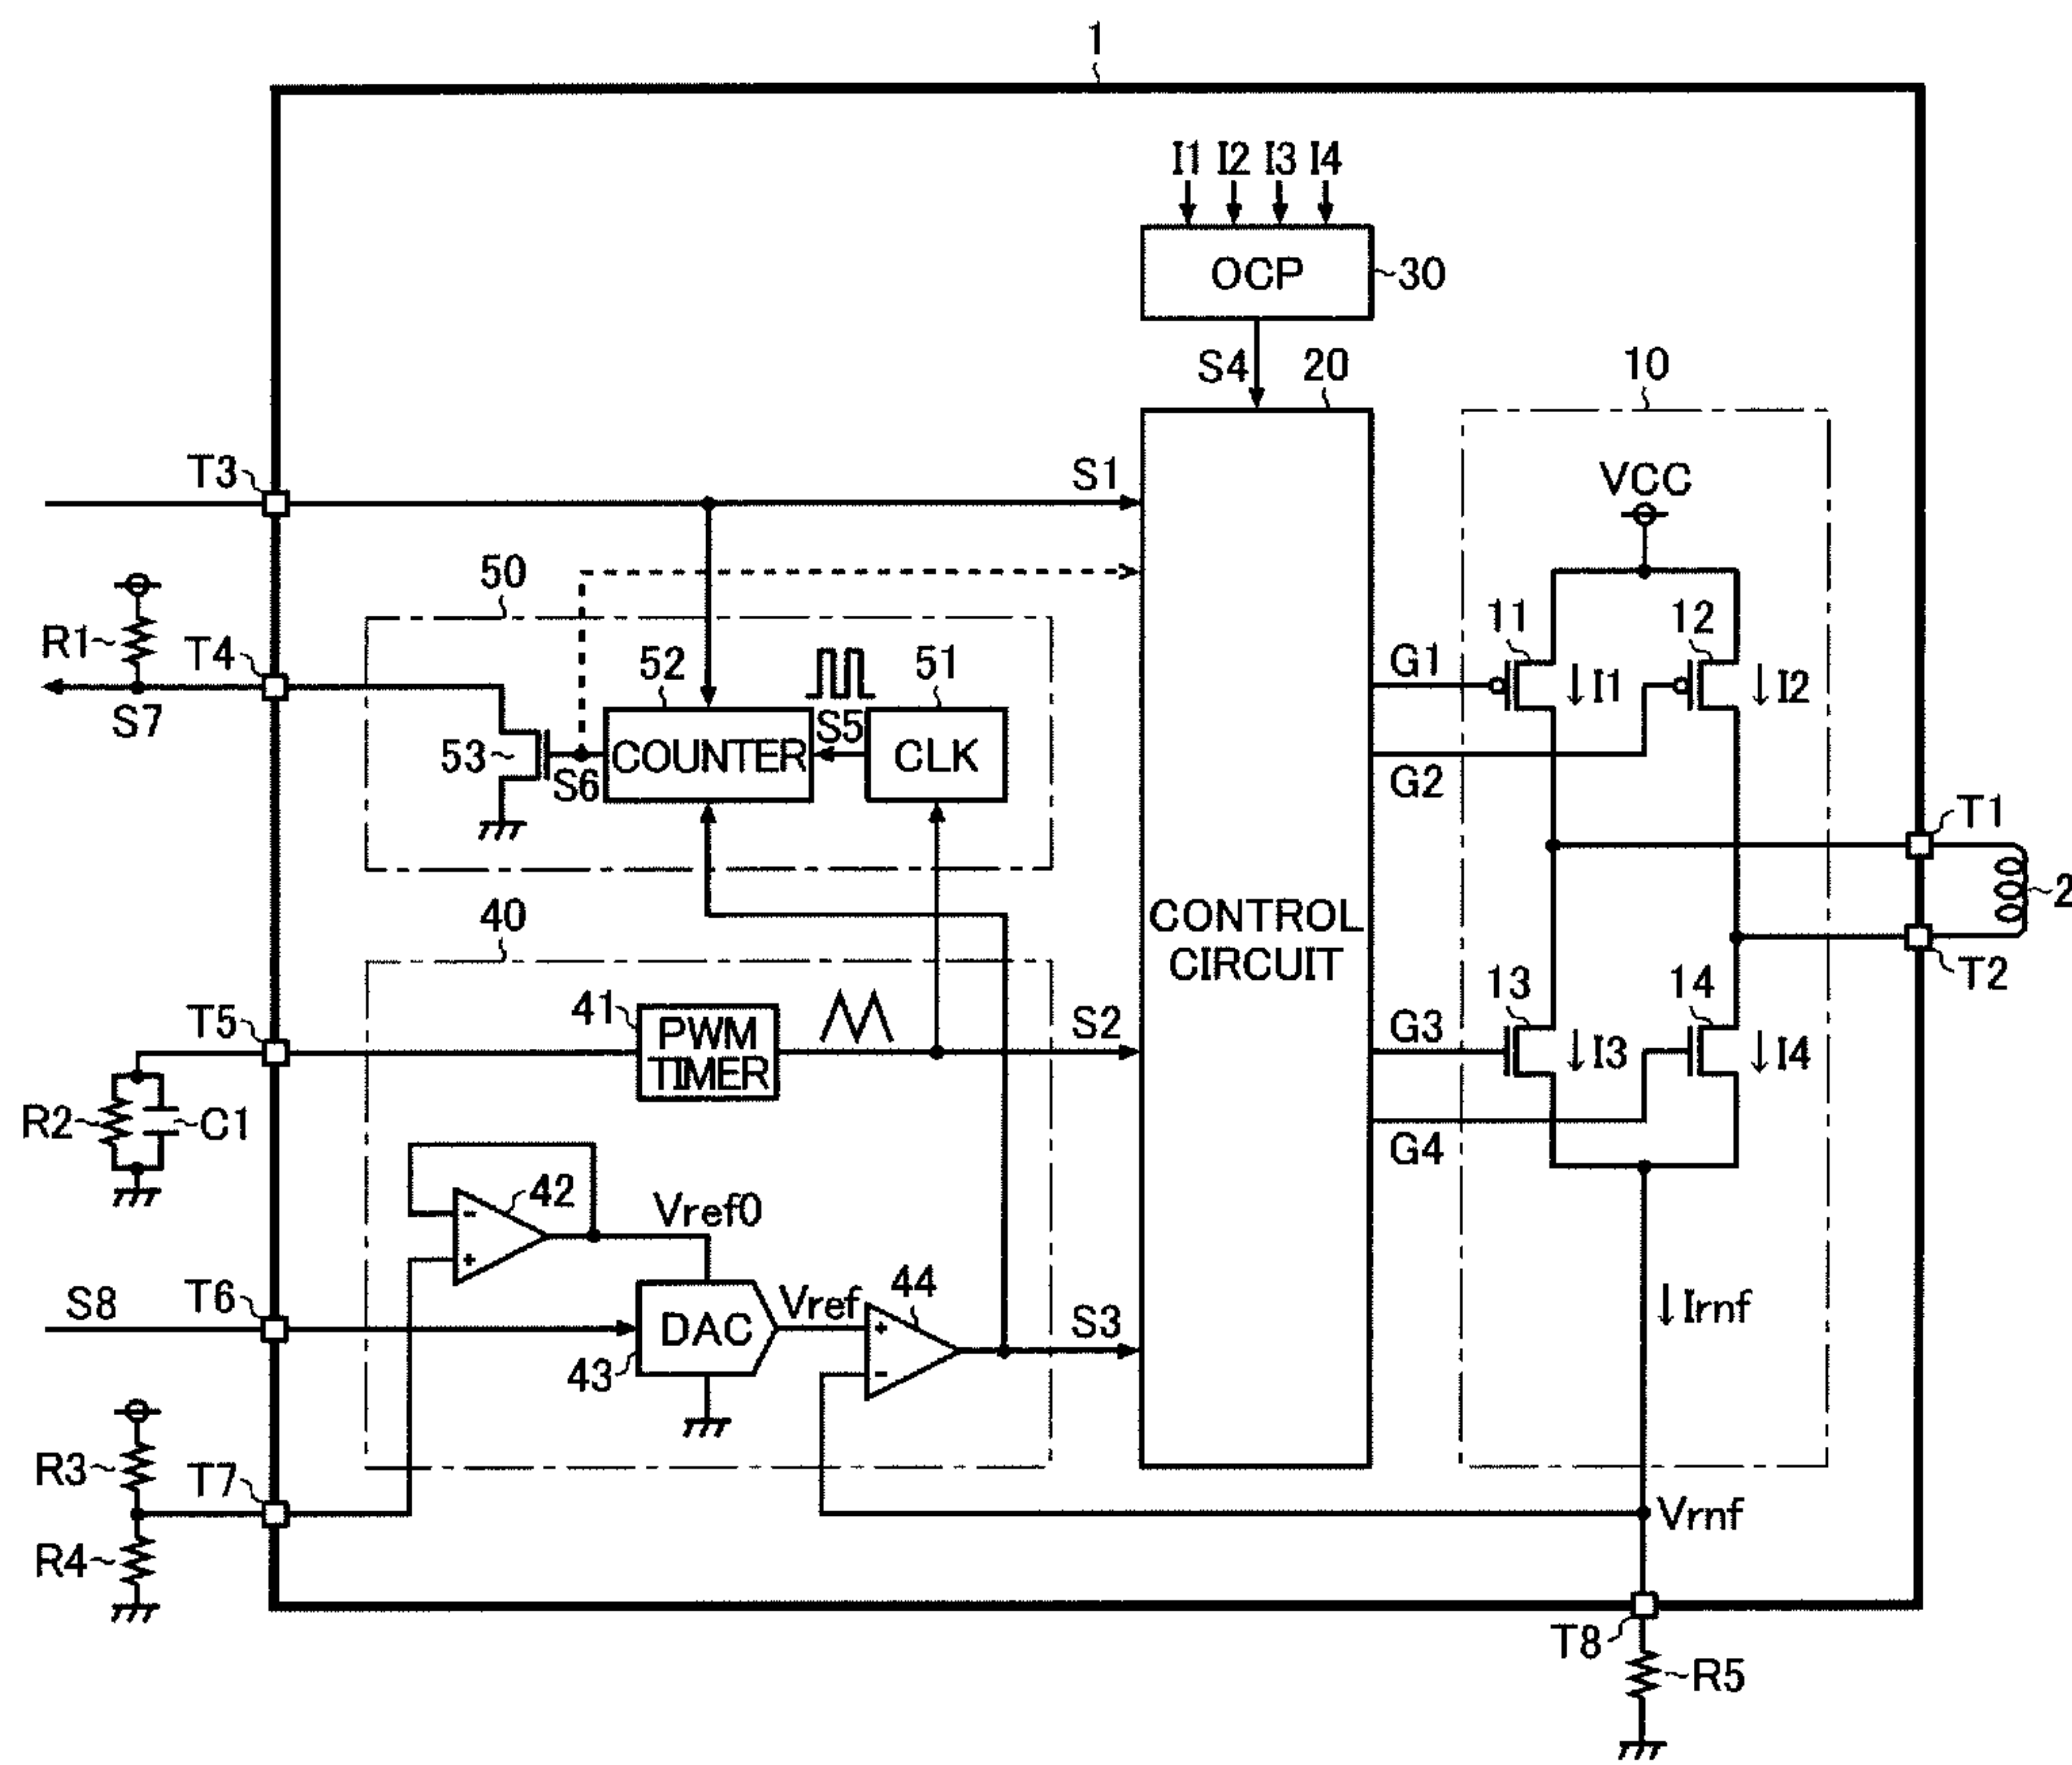 1
I1 I2 I3 I4
OCP
30
S4
20
10
T3
S1
VCC
50
R1
T4
S7
52
51
S5
53
S6
COUNTER
CLK
G1
11
12
I1
I2
G2
T1
2
T2
40
CONTROL
CIRCUIT
T5
41
PWM
TIMER
S2
G3
13
14
I3
I4
R2
C1
G4
42
-
+
Vref0
S8
T6
DAC
43
Vref
44
+
-
S3
Irnf
R3
T7
R4
Vrnf
T8
R5